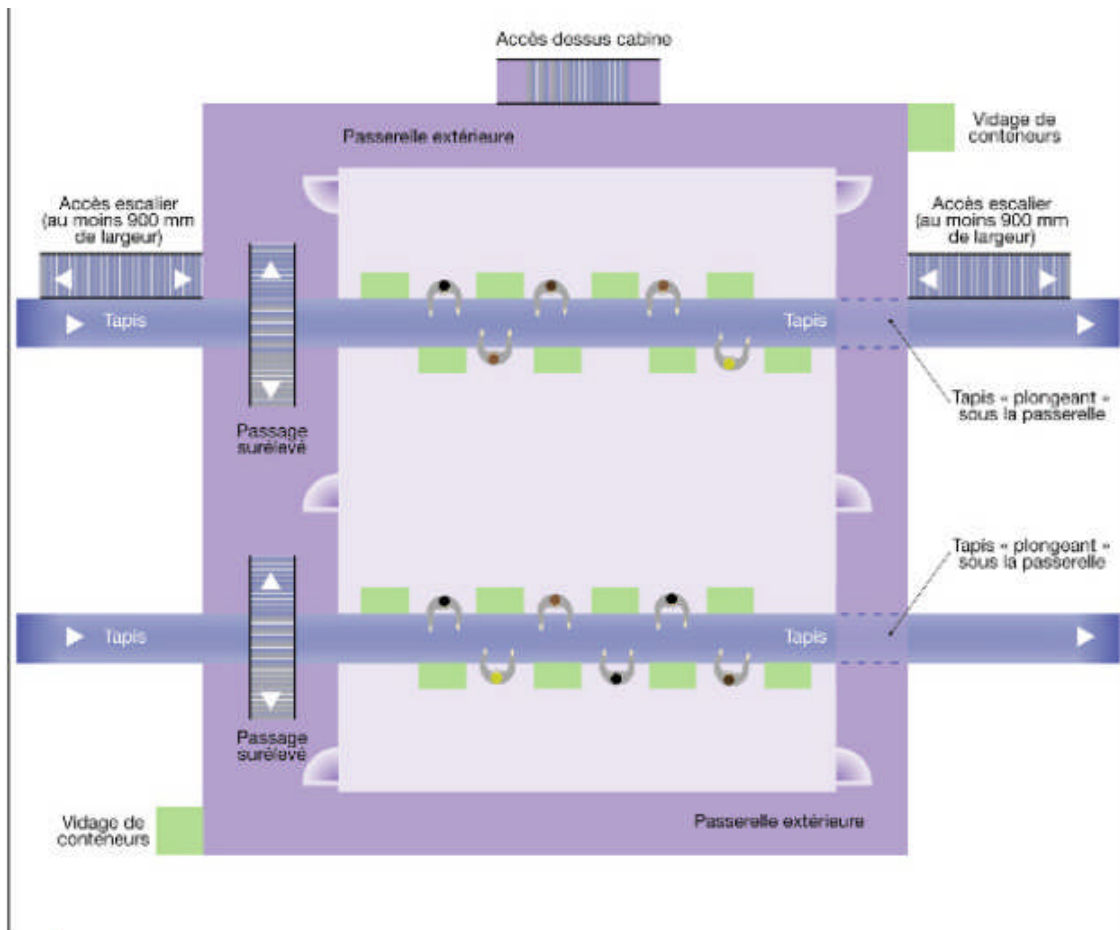 Accès dessus cabine
Passerelle extérieure
Vidage de
conteneurs
Accès escalier
(au moins 900 mm
de largeur)
Accès escalier
(au moins 900 mm
de largeur)
Tapis
Tapis
Tapis « plongeant »
sous la passerelle
Passage
surélevé
Tapis « plongeant »
sous la passerelle
Tapis
Tapis
Passage
surélevé
Vidage de
conteneurs
Passerelle extérieure